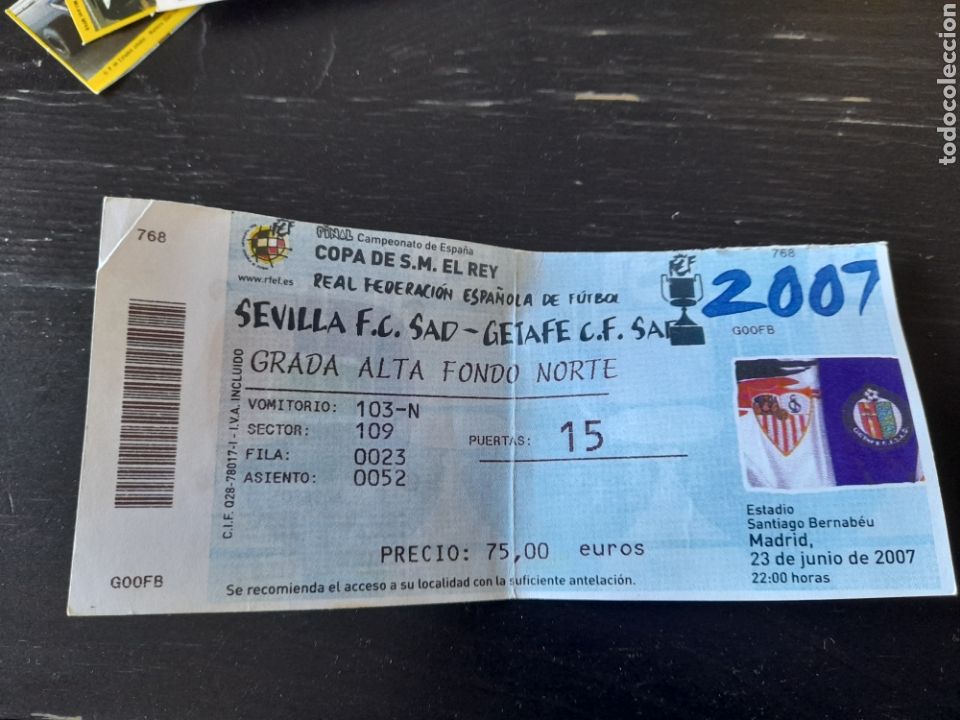 768
RFEF
www.rfef.es
FINAL Campeonato de España
COPA DE S.M. EL REY
REAL FEDERACIÓN ESPAÑOLA DE FÚTBOL
SEVILLA F.C. SAD - GETAFE C.F. SAD
GRADA ALTA FONDO NORTE
VOMITORIO: 103-N
SECTOR: 109
FILA: 0023
ASIENTO: 0052
PUERTAS: 15
PRECIO: 75,00 euros
Se recomienda el acceso a su localidad con la suficiente antelación.
C.I.F. Q28-78017-I - I.V.A. INCLUIDO
G00FB
768
RFEF
2007
G00FB
Estadio
Santiago Bernabéu
Madrid,
23 de junio de 2007
22:00 horas
todocoleccion